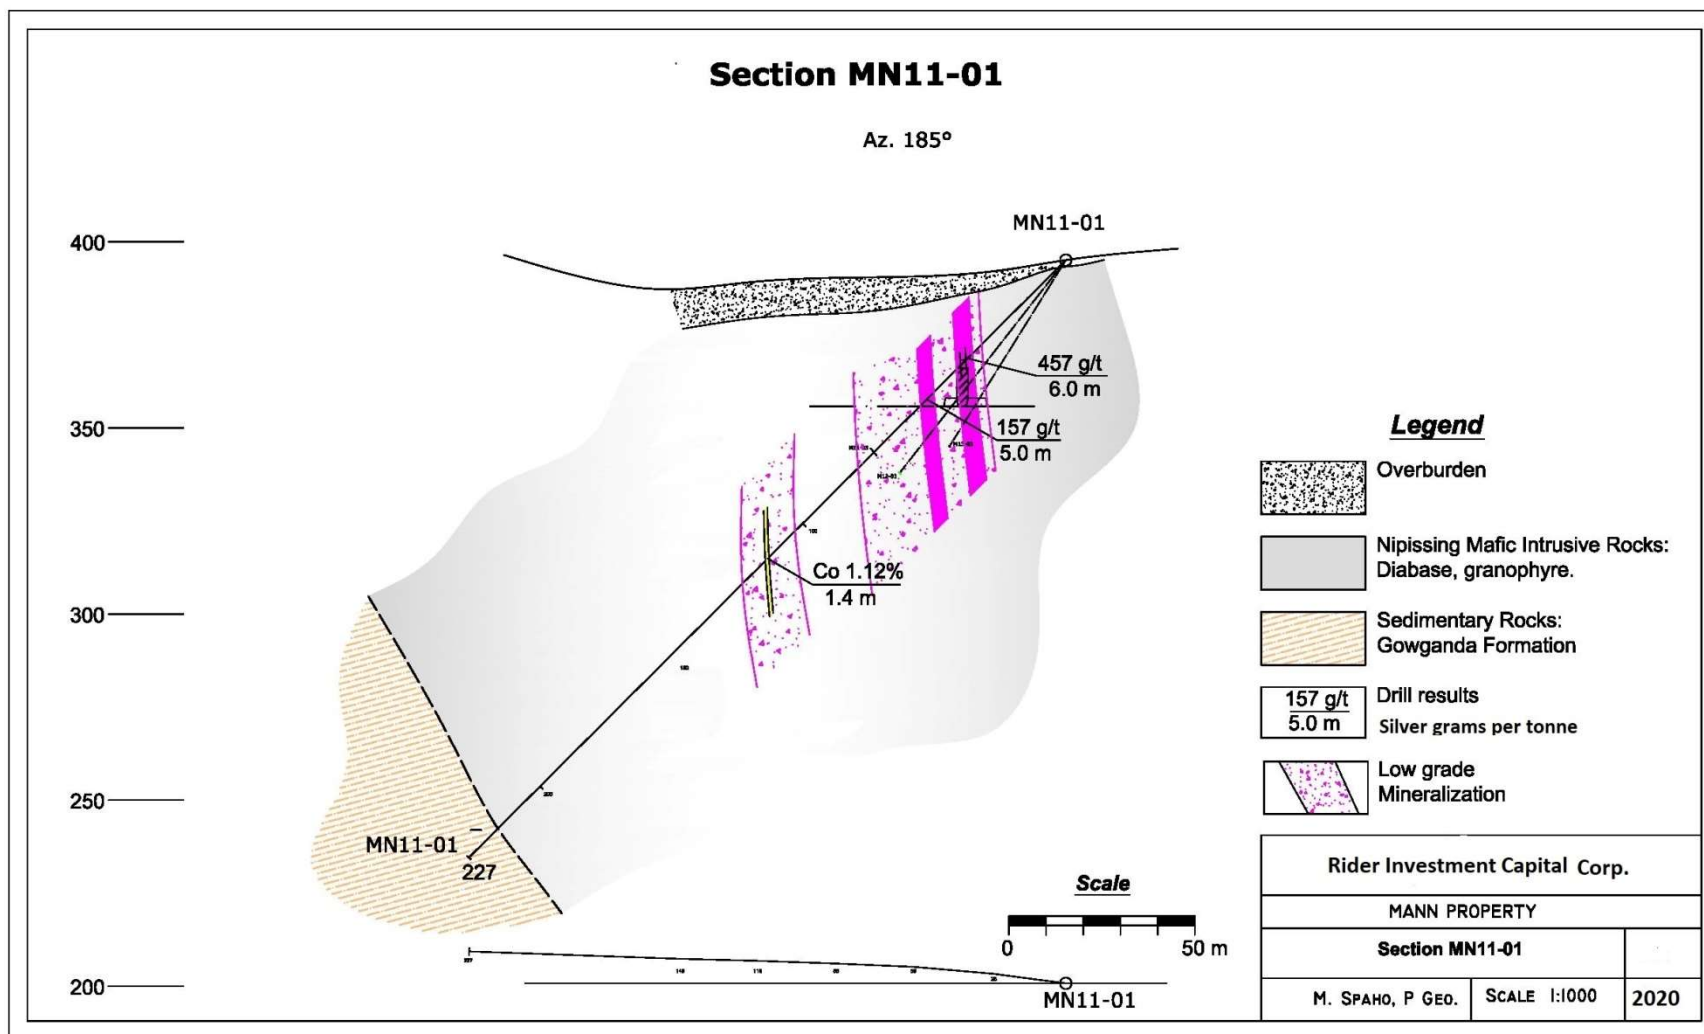 Section MN11-01
Az. 185°
MN11-01
400
350
300
250
200
457 g/t
6.0 m
157 g/t
5.0 m
100
Co 1.12%
1.4 m
150
200
MN11-01
227
Scale
0
50 m
MN11-01
Legend
Overburden
Nipissing Mafic Intrusive Rocks:
Diabase, granophyre.
Sedimentary Rocks:
Gowganda Formation
157 g/t
5.0 m
Drill results
Silver grams per tonne
Low grade
Mineralization
Rider Investment Capital Corp.
MANN PROPERTY
Section MN11-01
M. SPAHO, P GEO.
SCALE 1:1000
2020